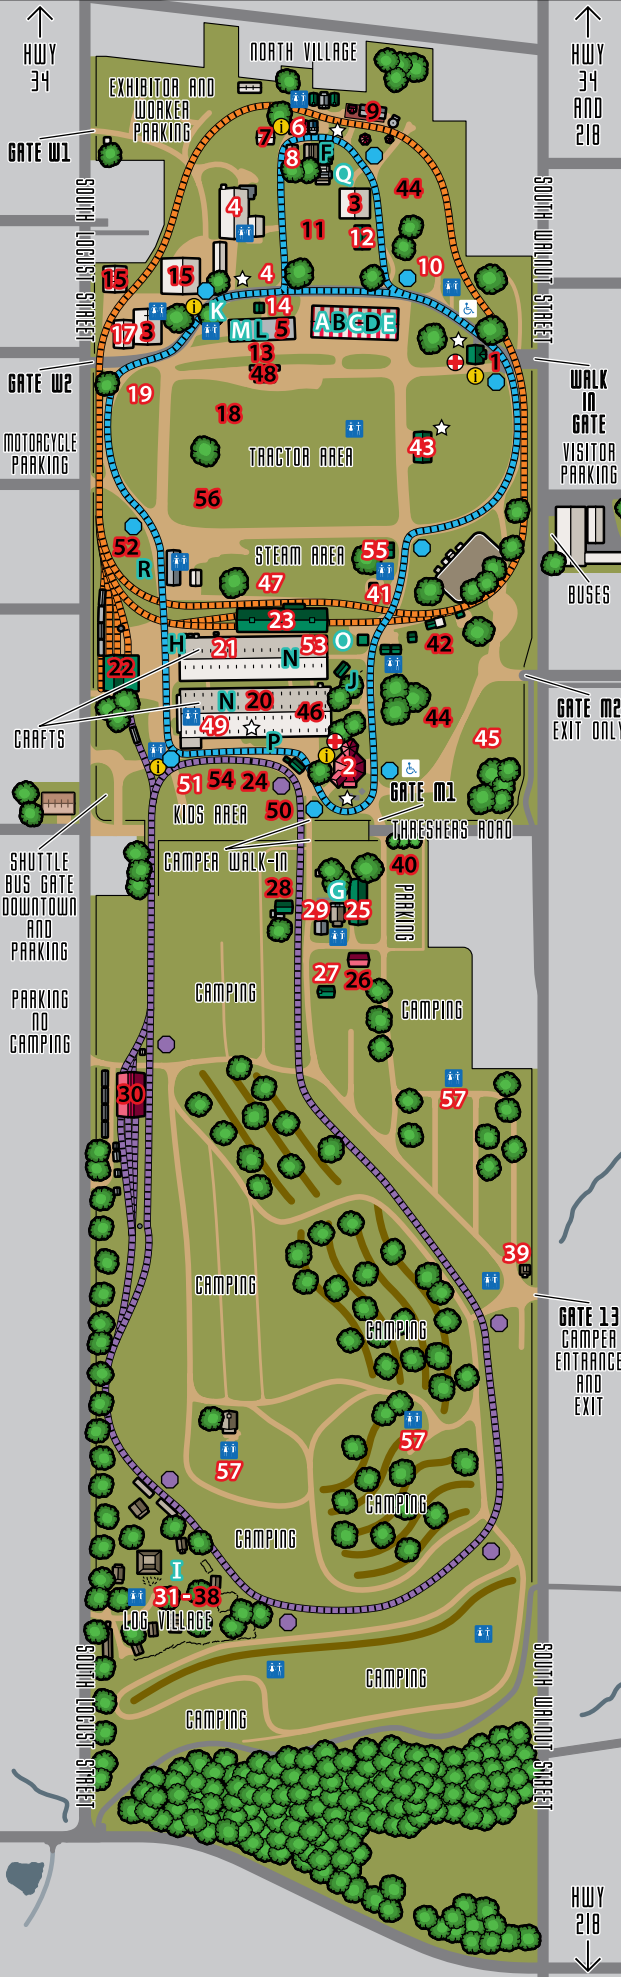 HWY
34
HWY
34
AND
218
NORTH VILLAGE
EXHIBITOR AND
WORKER
PARKING
GATE W1
SOUTH LOCUST STREET
SOUTH WALNUT STREET
9
i
6
7
8
F
Q
44
4
3
11
12
10
15
15
4
i
K
14
17
3
M
L
5
A
B
C
D
E
13
48
1
i
GATE W2
WALK
IN
GATE
19
18
MOTORCYCLE
PARKING
VISITOR
PARKING
43
TRACTOR AREA
56
52
R
STEAM AREA
55
47
41
BUSES
23
H
21
53
O
42
N
22
J
N
20
46
49
44
45
GATE M2
EXIT ONLY
CRAFTS
P
i
i
2
51
54
24
50
KIDS AREA
GATE M1
THRESHERS ROAD
CAMPER WALK-IN
SHUTTLE
BUS GATE
DOWNTOWN
AND
PARKING
40
28
G
29
25
PARKING
27
26
CAMPING
CAMPING
PARKING
NO
CAMPING
30
57
39
CAMPING
CAMPING
GATE 13
CAMPER
ENTRANCE
AND
EXIT
57
57
CAMPING
CAMPING
I
31-38
LOG VILLAGE
SOUTH LOCUST STREET
SOUTH WALNUT STREET
CAMPING
CAMPING
HWY
218